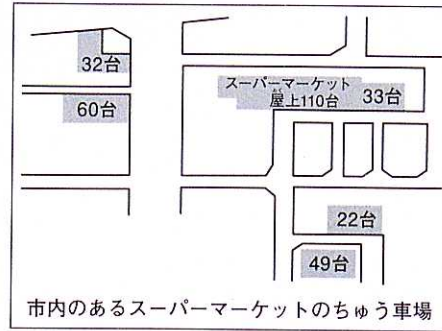 32台
60台
スーパーマーケット
屋上110台
33台
22台
49台
市内のあるスーパーマーケットのちゅう車場